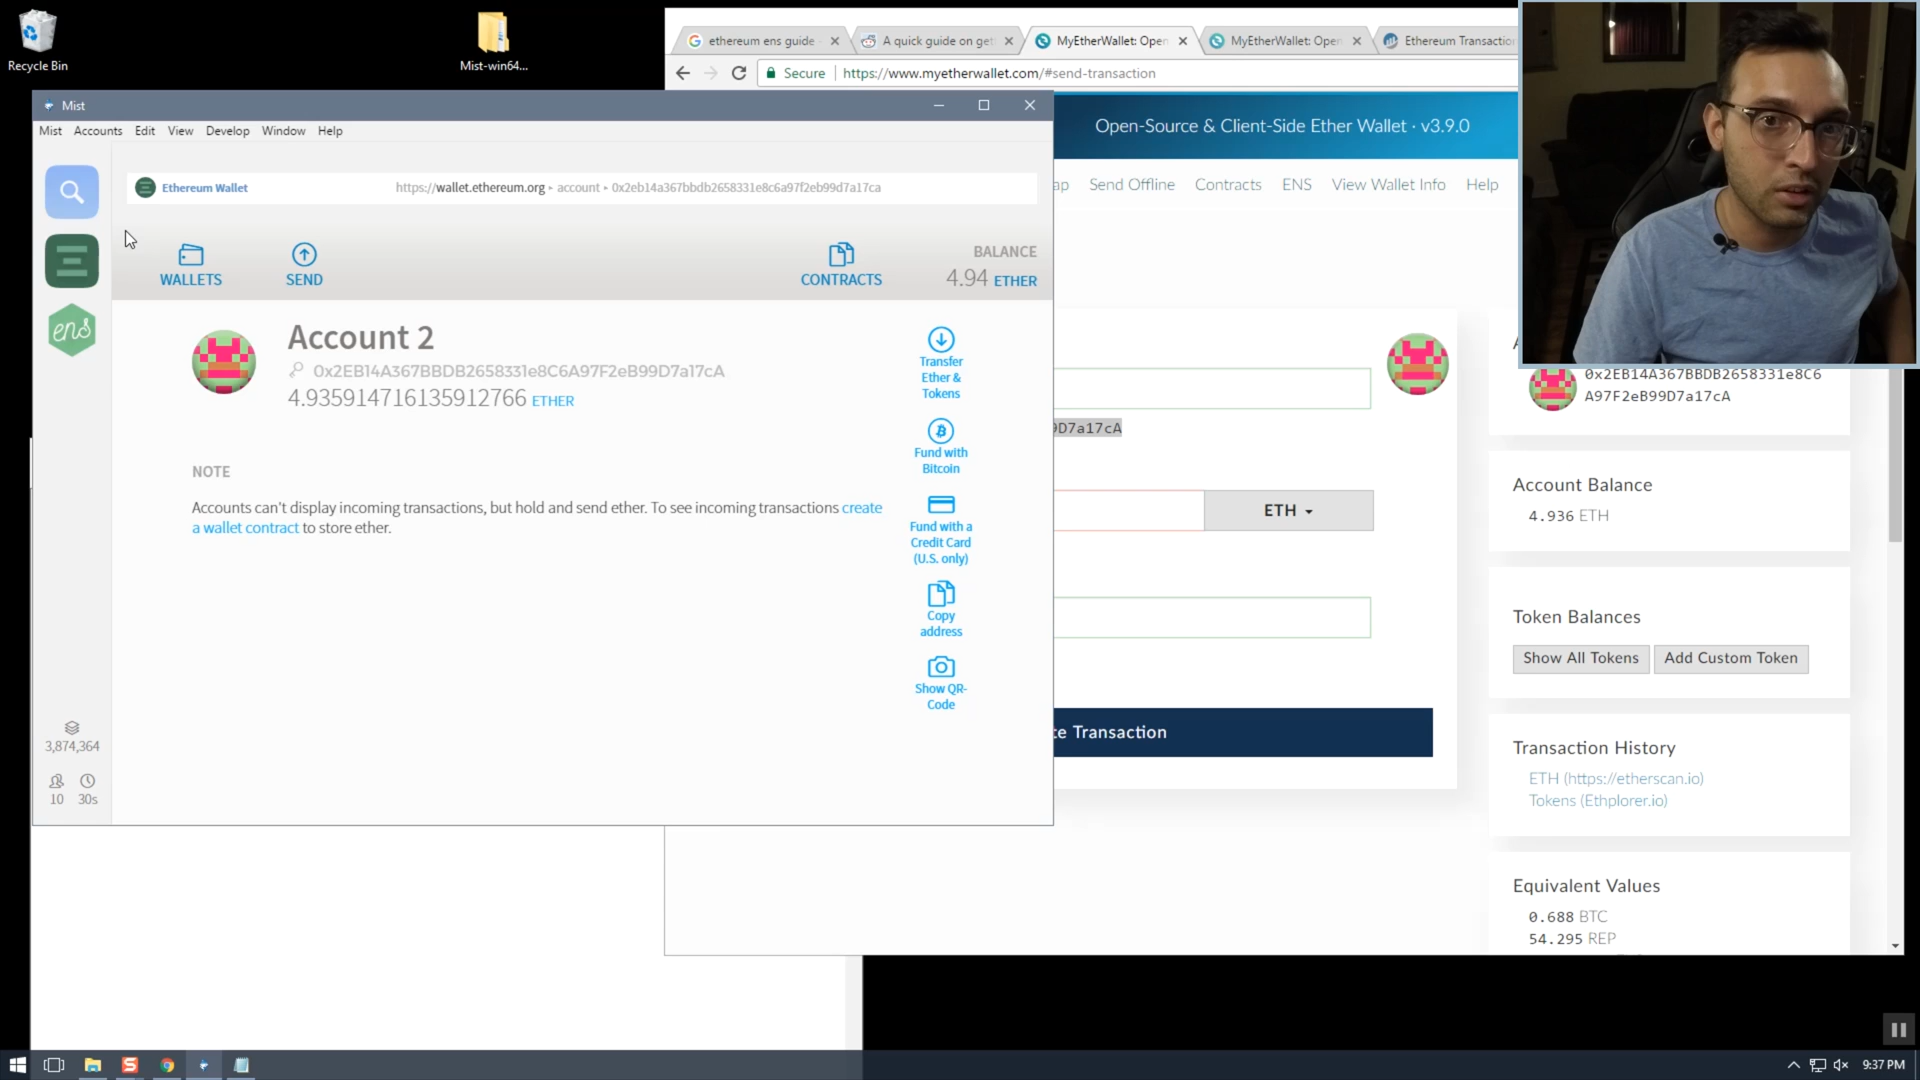 Recycle Bin
Mist-win64...
ethereum ens guide -
A quick guide on get
MyEtherWallet: Open
MyEtherWallet: Open
Ethereum Transactio
Secure
https://www.myetherwallet.com/#send-transaction
Mist
Mist
Accounts
Edit
View
Develop
Window
Help
Open-Source & Client-Side Ether Wallet · v3.9.0
ap
Send Offline
Contracts
ENS
View Wallet Info
Help
Ethereum Wallet
https://wallet.ethereum.org ▸ account ▸ 0x2eb14a367bbdb2658331e8c6a97f2eb99d7a17ca
WALLETS
SEND
CONTRACTS
BALANCE
4.94 ETHER
ens
Account 2
0x2EB14A367BBDB2658331e8C6A97F2eB99D7a17cA
4.935914716135912766 ETHER
Transfer
Ether &
Tokens
Fund with
Bitcoin
Fund with a
Credit Card
(U.S. only)
Copy
address
Show QR-
Code
NOTE
Accounts can't display incoming transactions, but hold and send ether. To see incoming transactions create
a wallet contract to store ether.
3,874,364
10
30s
9D7a17cA
ETH
te Transaction
A
0x2EB14A367BBDB2658331e8C6
A97F2eB99D7a17cA
Account Balance
4.936 ETH
Token Balances
Show All Tokens
Add Custom Token
Transaction History
ETH (https://etherscan.io)
Tokens (Ethplorer.io)
Equivalent Values
0.688 BTC
54.295 REP
9:37 PM